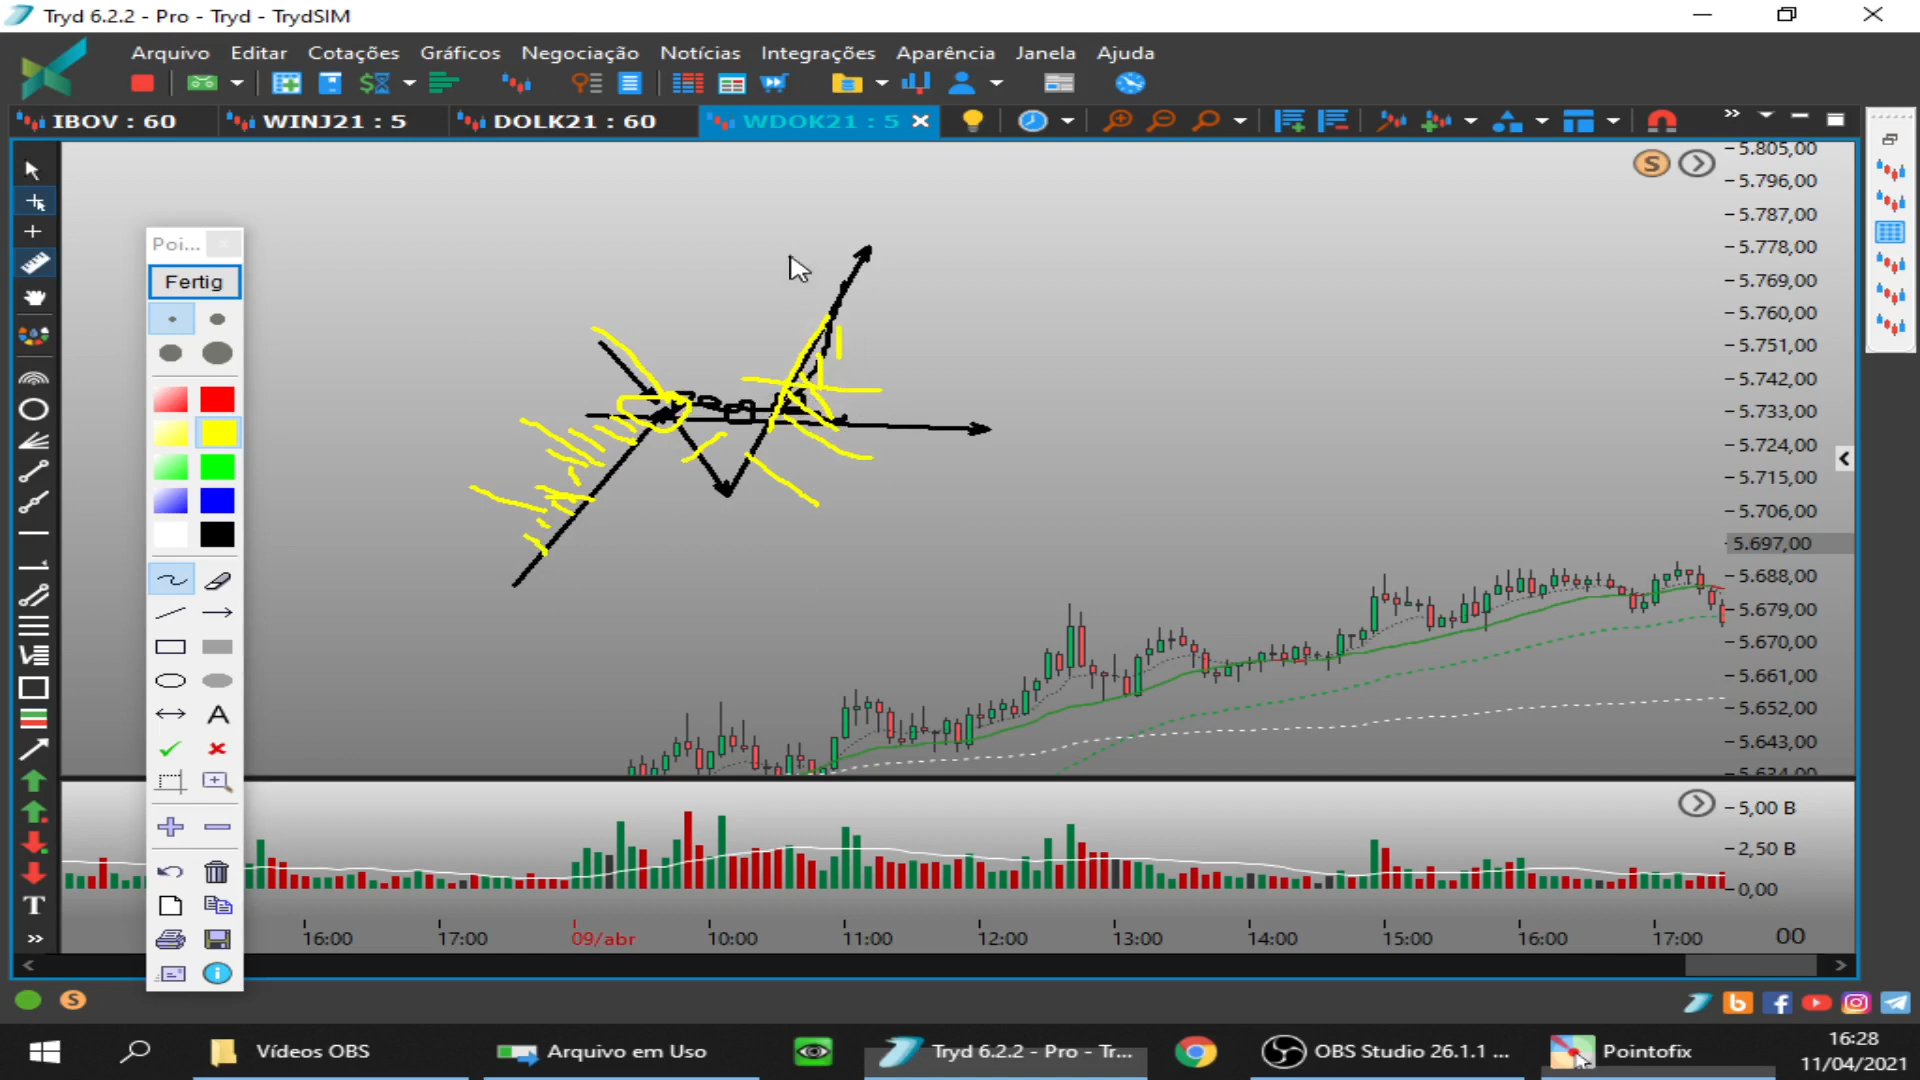 Tryd 6.2.2 - Pro - Tryd - TrydSIM
Arquivo Editar Cotações Gráficos Negociação Notícias Integrações Aparência Janela Ajuda
IBOV : 60 WINJ21 : 5 DOLK21 : 60 WDOK21 : 5
S
5.805,00
5.796,00
5.787,00
5.778,00
5.769,00
5.760,00
5.751,00
5.742,00
5.733,00
5.724,00
5.715,00
5.706,00
5.697,00
5.688,00
5.679,00
5.670,00
5.661,00
5.652,00
5.643,00
5.634,00
Poi...
Fertig
A
T
5,00 B
2,50 B
0,00
16:00 17:00 09/abr 10:00 11:00 12:00 13:00 14:00 15:00 16:00 17:00 00
S
Vídeos OBS
Arquivo em Uso
Tryd 6.2.2 - Pro - Tr...
OBS Studio 26.1.1 ...
Pointofix
16:28
11/04/2021